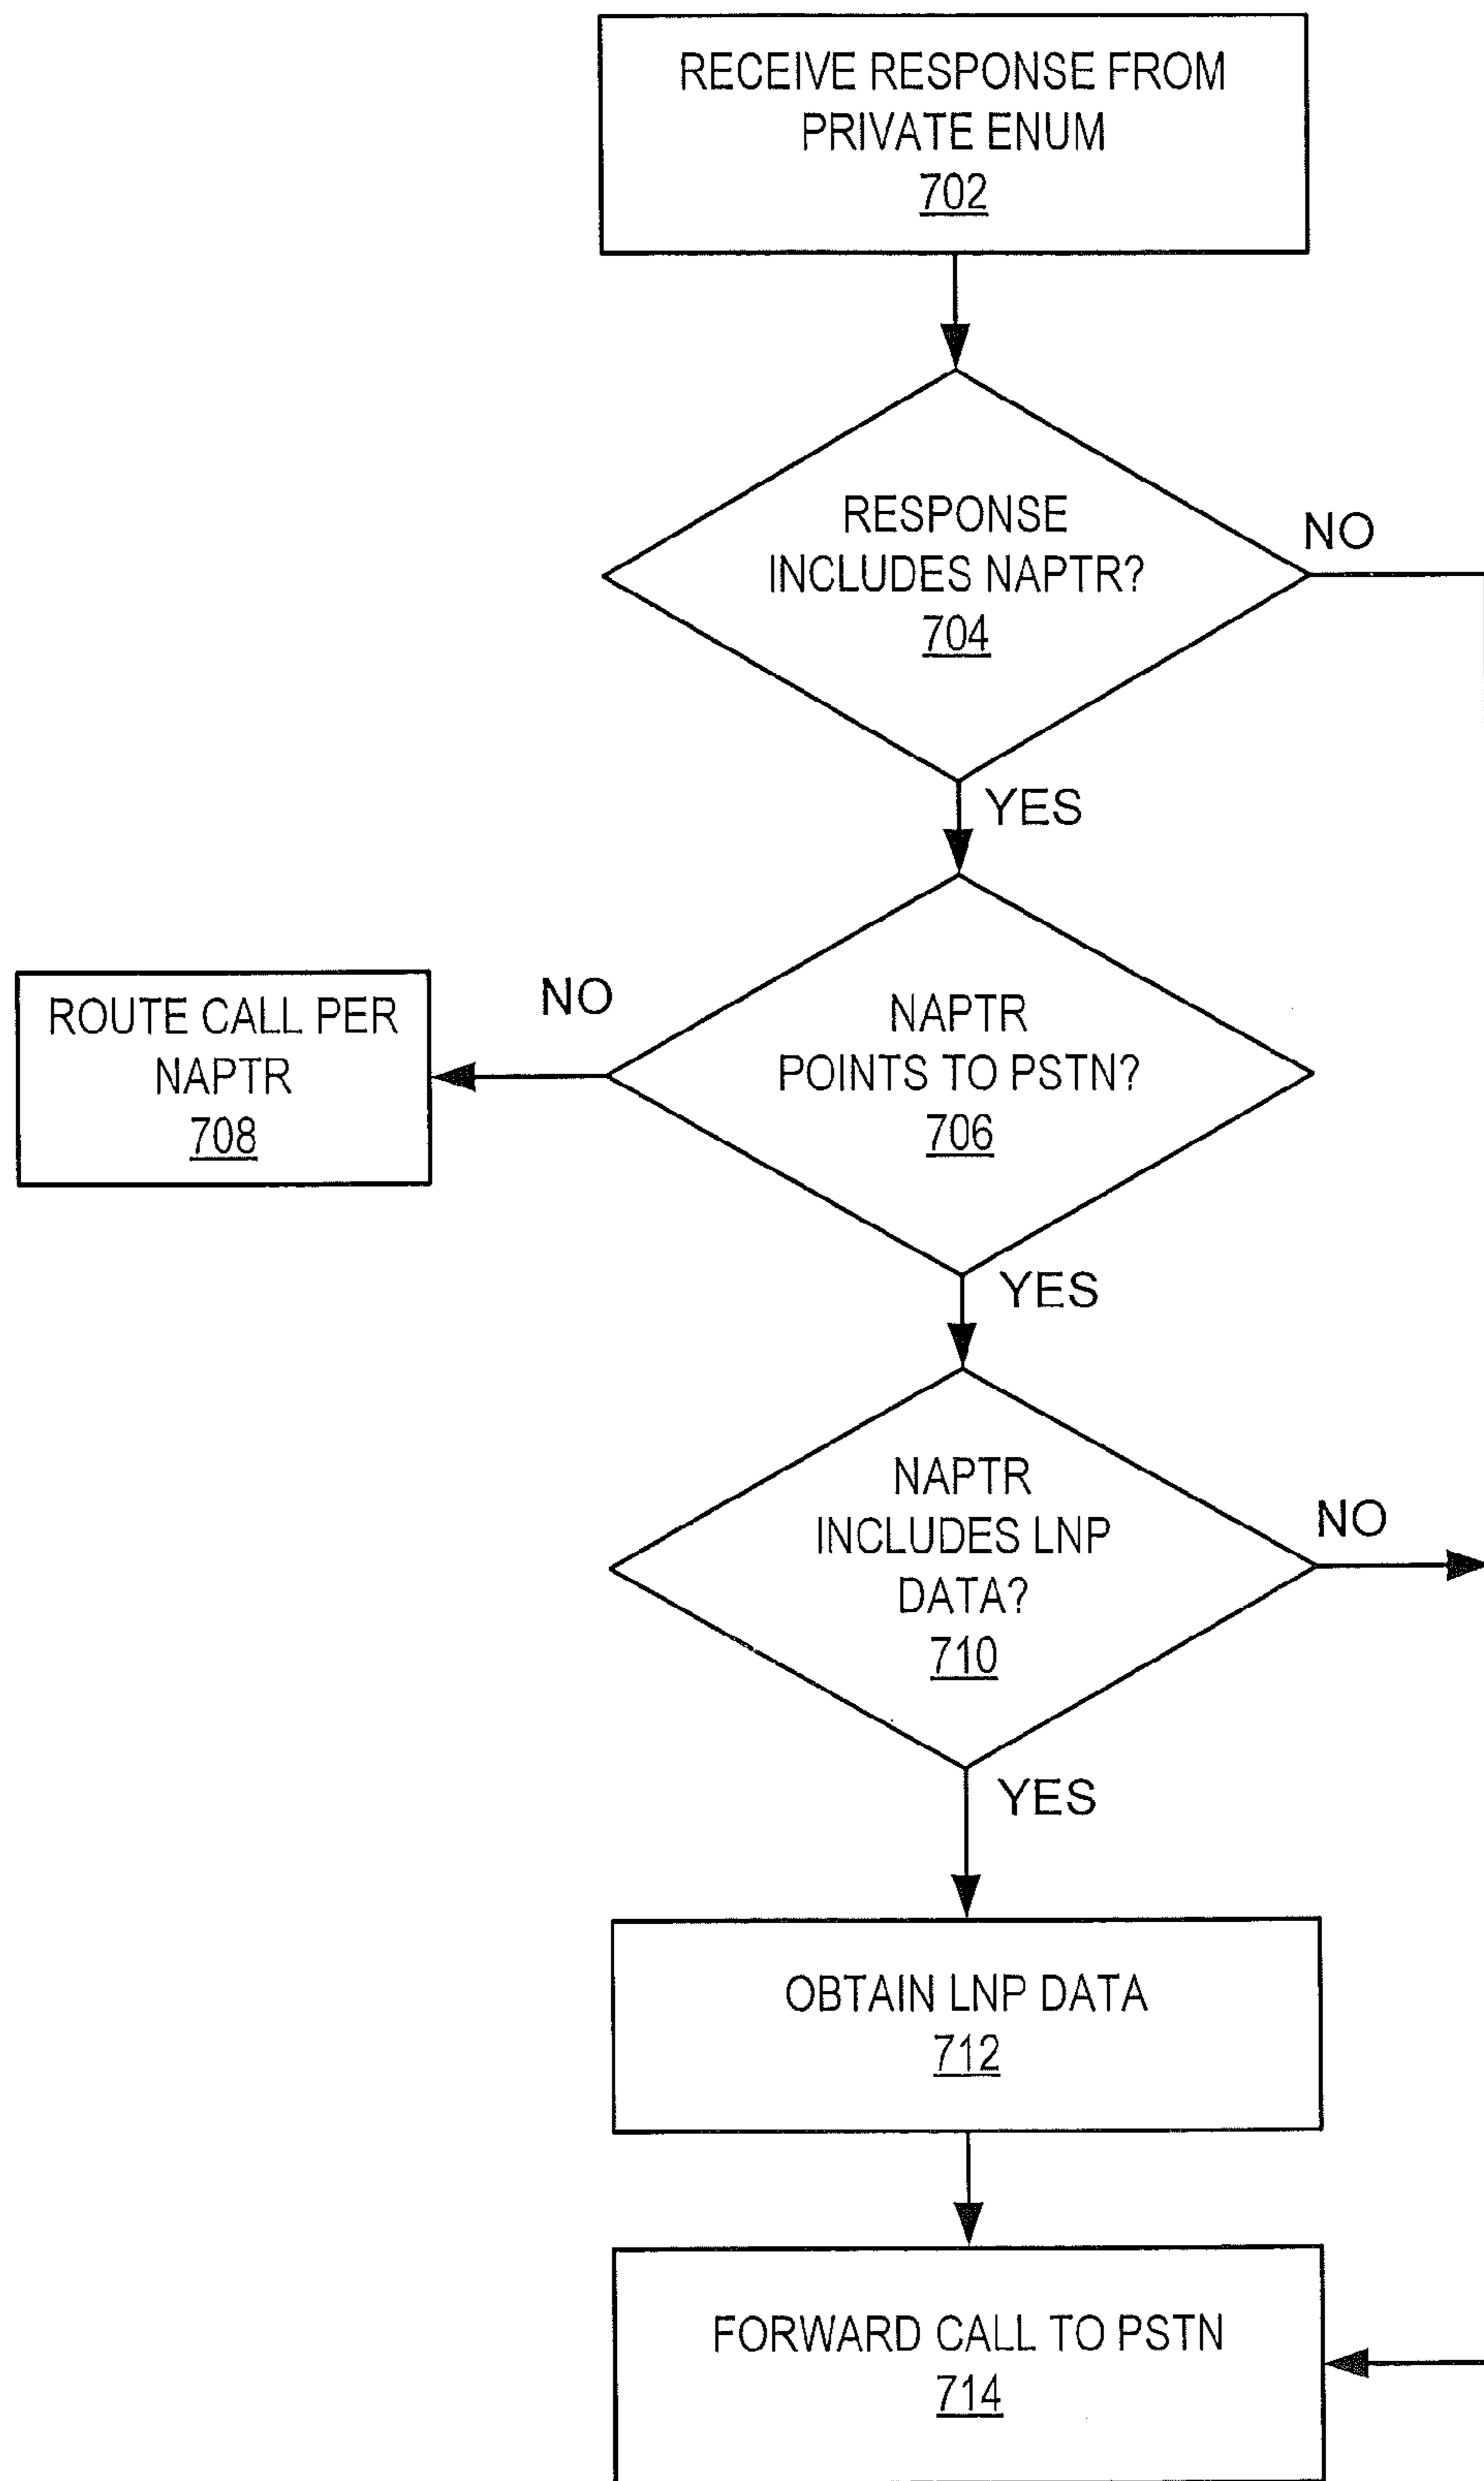 RECEIVE RESPONSE FROM
PRIVATE ENUM
702
RESPONSE
INCLUDES NAPTR?
704
NO
YES
NAPTR
POINTS TO PSTN?
706
NO
ROUTE CALL PER
NAPTR
708
YES
NAPTR
INCLUDES LNP
DATA?
710
NO
YES
OBTAIN LNP DATA
712
FORWARD CALL TO PSTN
714